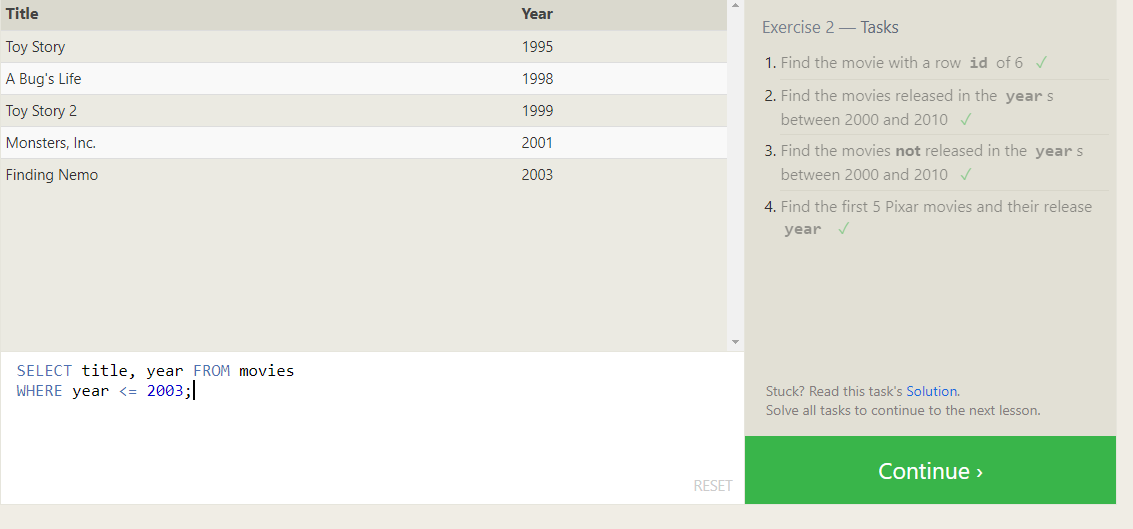 Title Year
Toy Story 1995
A Bug's Life 1998
Toy Story 2 1999
Monsters, Inc. 2001
Finding Nemo 2003
SELECT title, year FROM movies
WHERE year <= 2003;
RESET
Exercise 2 — Tasks
1. Find the movie with a row id of 6 ✓
2. Find the movies released in the year s
between 2000 and 2010 ✓
3. Find the movies not released in the year s
between 2000 and 2010 ✓
4. Find the first 5 Pixar movies and their release
year ✓
Stuck? Read this task's Solution.
Solve all tasks to continue to the next lesson.
Continue ›